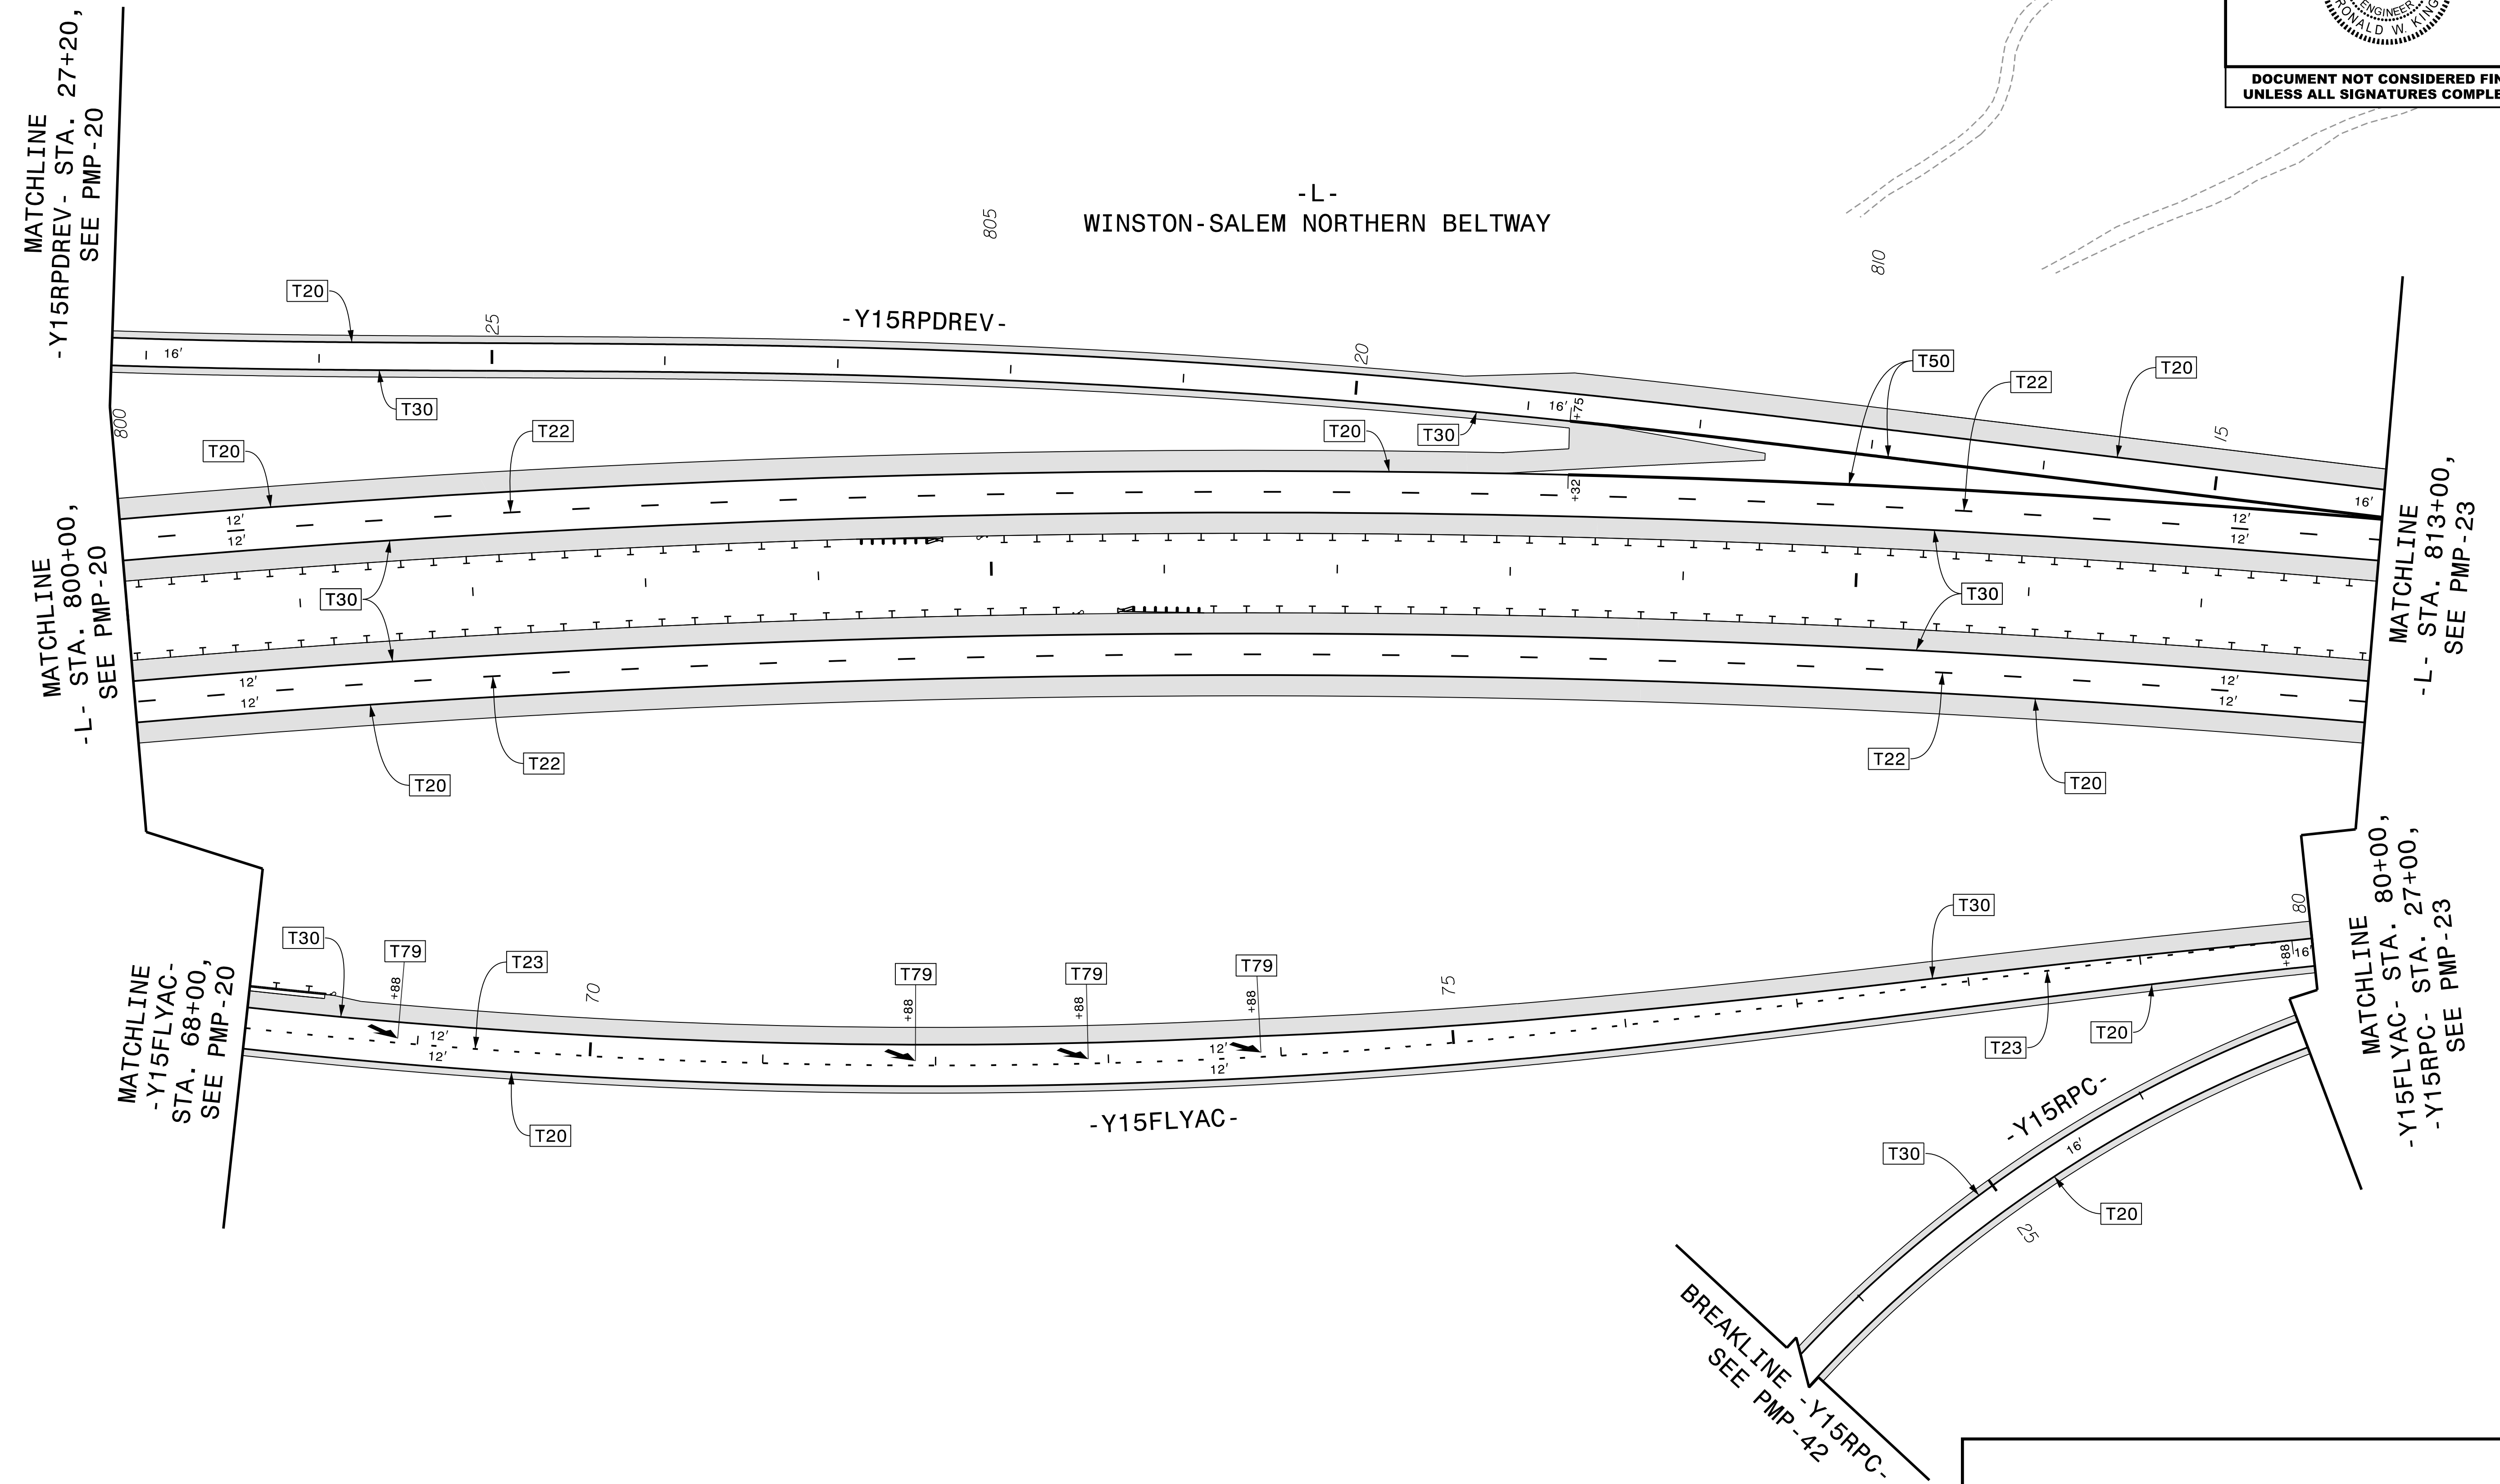 ENGINEER
RONALD W. KING
DOCUMENT NOT CONSIDERED FIN
UNLESS ALL SIGNATURES COMPLE
MATCHLINE
-Y15RPDREV- STA. 27+20,
SEE PMP-20
-L-
WINSTON-SALEM NORTHERN BELTWAY
805
810
T20
25
-Y15RPDREV-
20
T50
T22
T20
16'
T30
16'
+75
15
800
T20
T22
T20
T30
+32
16'
12'
12'
12'
12'
MATCHLINE
-L- STA. 800+00,
SEE PMP-20
MATCHLINE
-L- STA. 813+00,
SEE PMP-23
T30
T30
12'
12'
12'
12'
T20
T22
T22
T20
MATCHLINE
-Y15FLYAC-
STA. 68+00,
SEE PMP-20
T30
T79
+88
T23
70
T79
+88
T79
+88
T79
+88
75
T30
80
+88
16'
12'
12'
12'
12'
T23
T20
T20
-Y15FLYAC-
MATCHLINE
-Y15FLYAC- STA. 80+00,
-Y15RPC- STA. 27+00,
SEE PMP-23
-Y15RPC-
16'
T30
T20
25
BREAKLINE -Y15RPC-
SEE PMP-42